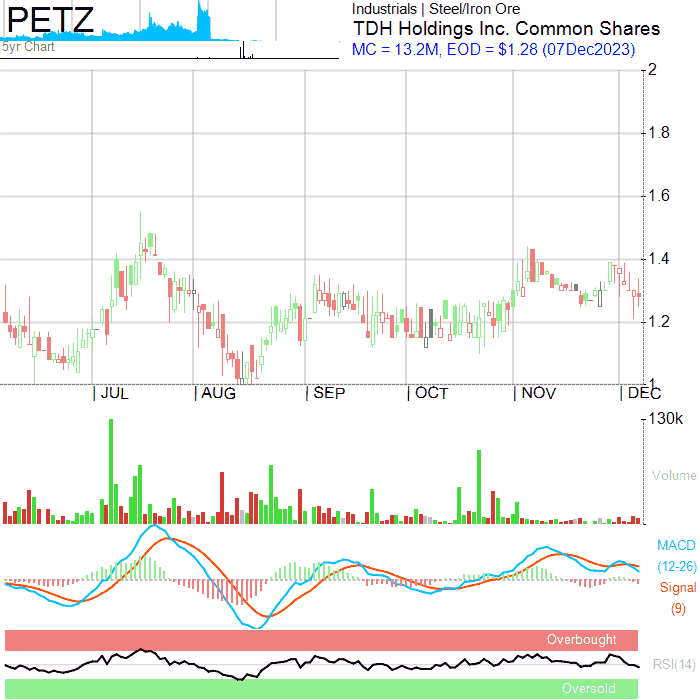 PETZ
5yr Chart
Industrials | Steel/Iron Ore
TDH Holdings Inc. Common Shares
MC = 13.2M, EOD = $1.28 (07Dec2023)
2
1.8
1.6
1.4
1.2
1
| JUL | AUG | SEP | OCT | NOV | DEC
130k
Volume
MACD
(12-26)
Signal
(9)
Overbought
RSI(14)
Oversold